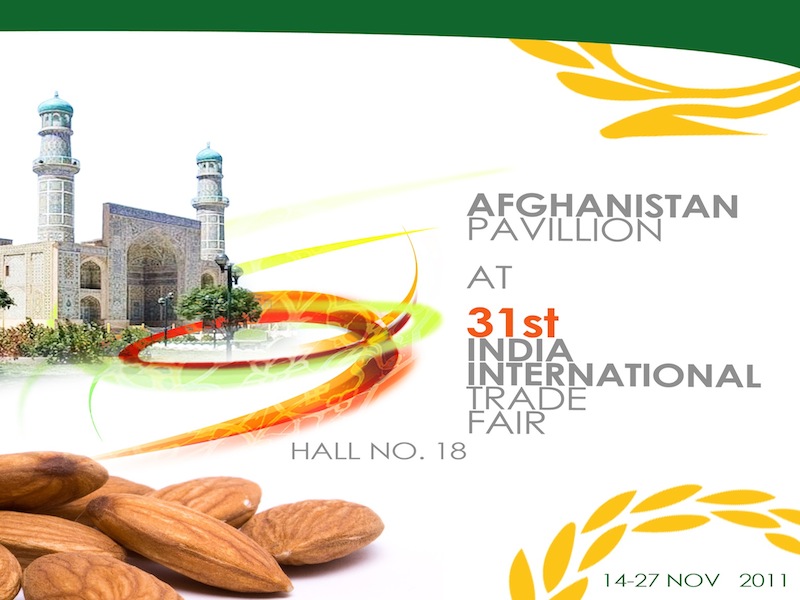 AFGHANISTAN
PAVILLION
AT
31st
INDIA
INTERNATIONAL
TRADE
FAIR
HALL NO. 18
14-27 NOV 2011